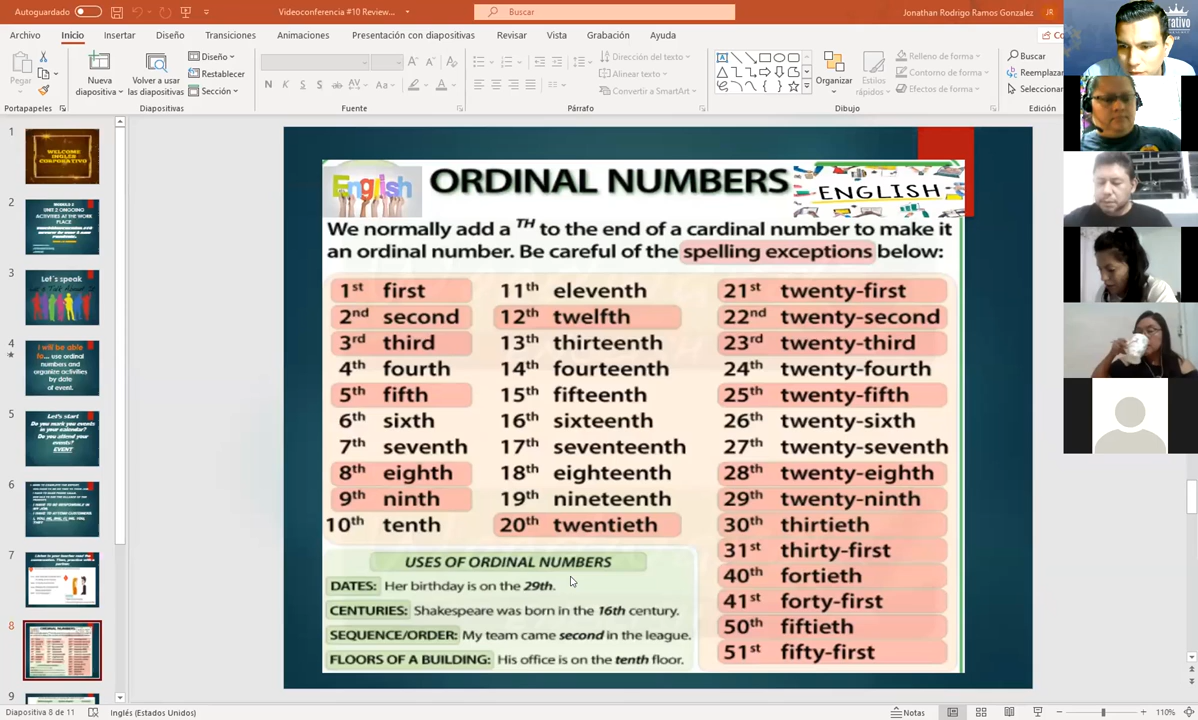 Autoguardado
Videoconferencia #10 Review...
Buscar
Jonathan Rodrigo Ramos Gonzalez
JR
Archivo Inicio Insertar Diseño Transiciones Animaciones Presentación con diapositivas Revisar Vista Grabación Ayuda
Pegar
Nueva diapositiva
Volver a usar las diapositivas
Diseño
Restablecer
Sección
Dirección del texto
Alinear texto
Convertir a SmartArt
Organizar
Estilos rápidos
Relleno de forma
Contorno de forma
Efectos de forma
Buscar
Reemplazar
Seleccionar
Portapapeles
Diapositivas
Fuente
Párrafo
Dibujo
Edición
1
WELCOME
INGLÉS
CORPORATIVO
2
3
Let's speak
4
I will be able
to... use ordinal
numbers and
organize activities
by date
of event.
5
Let's start
Do you mark events
in your calendar?
Do you attend your
events?
EVENT
6
7
8
9
English
ORDINAL NUMBERS
ENGLISH
We normally add a TH to the end of a cardinal number to make it
an ordinal number. Be careful of the spelling exceptions below:
1st first
2nd second
3rd third
4th fourth
5th fifth
6th sixth
7th seventh
8th eighth
9th ninth
10th tenth
11th eleventh
12th twelfth
13th thirteenth
14th fourteenth
15th fifteenth
16th sixteenth
17th seventeenth
18th eighteenth
19th nineteenth
20th twentieth
21st twenty-first
22nd twenty-second
23rd twenty-third
24th twenty-fourth
25th twenty-fifth
26th twenty-sixth
27th twenty-seventh
28th twenty-eighth
29th twenty-ninth
30th thirtieth
31st thirty-first
40th fortieth
41st forty-first
50th fiftieth
51st fifty-first
USES OF ORDINAL NUMBERS
DATES: Her birthday is on the 29th.
CENTURIES: Shakespeare was born in the 16th century.
SEQUENCE/ORDER: My team came second in the league.
FLOORS OF A BUILDING: His office is on the tenth floor.
Diapositiva 8 de 11
Inglés (Estados Unidos)
Notas
110%